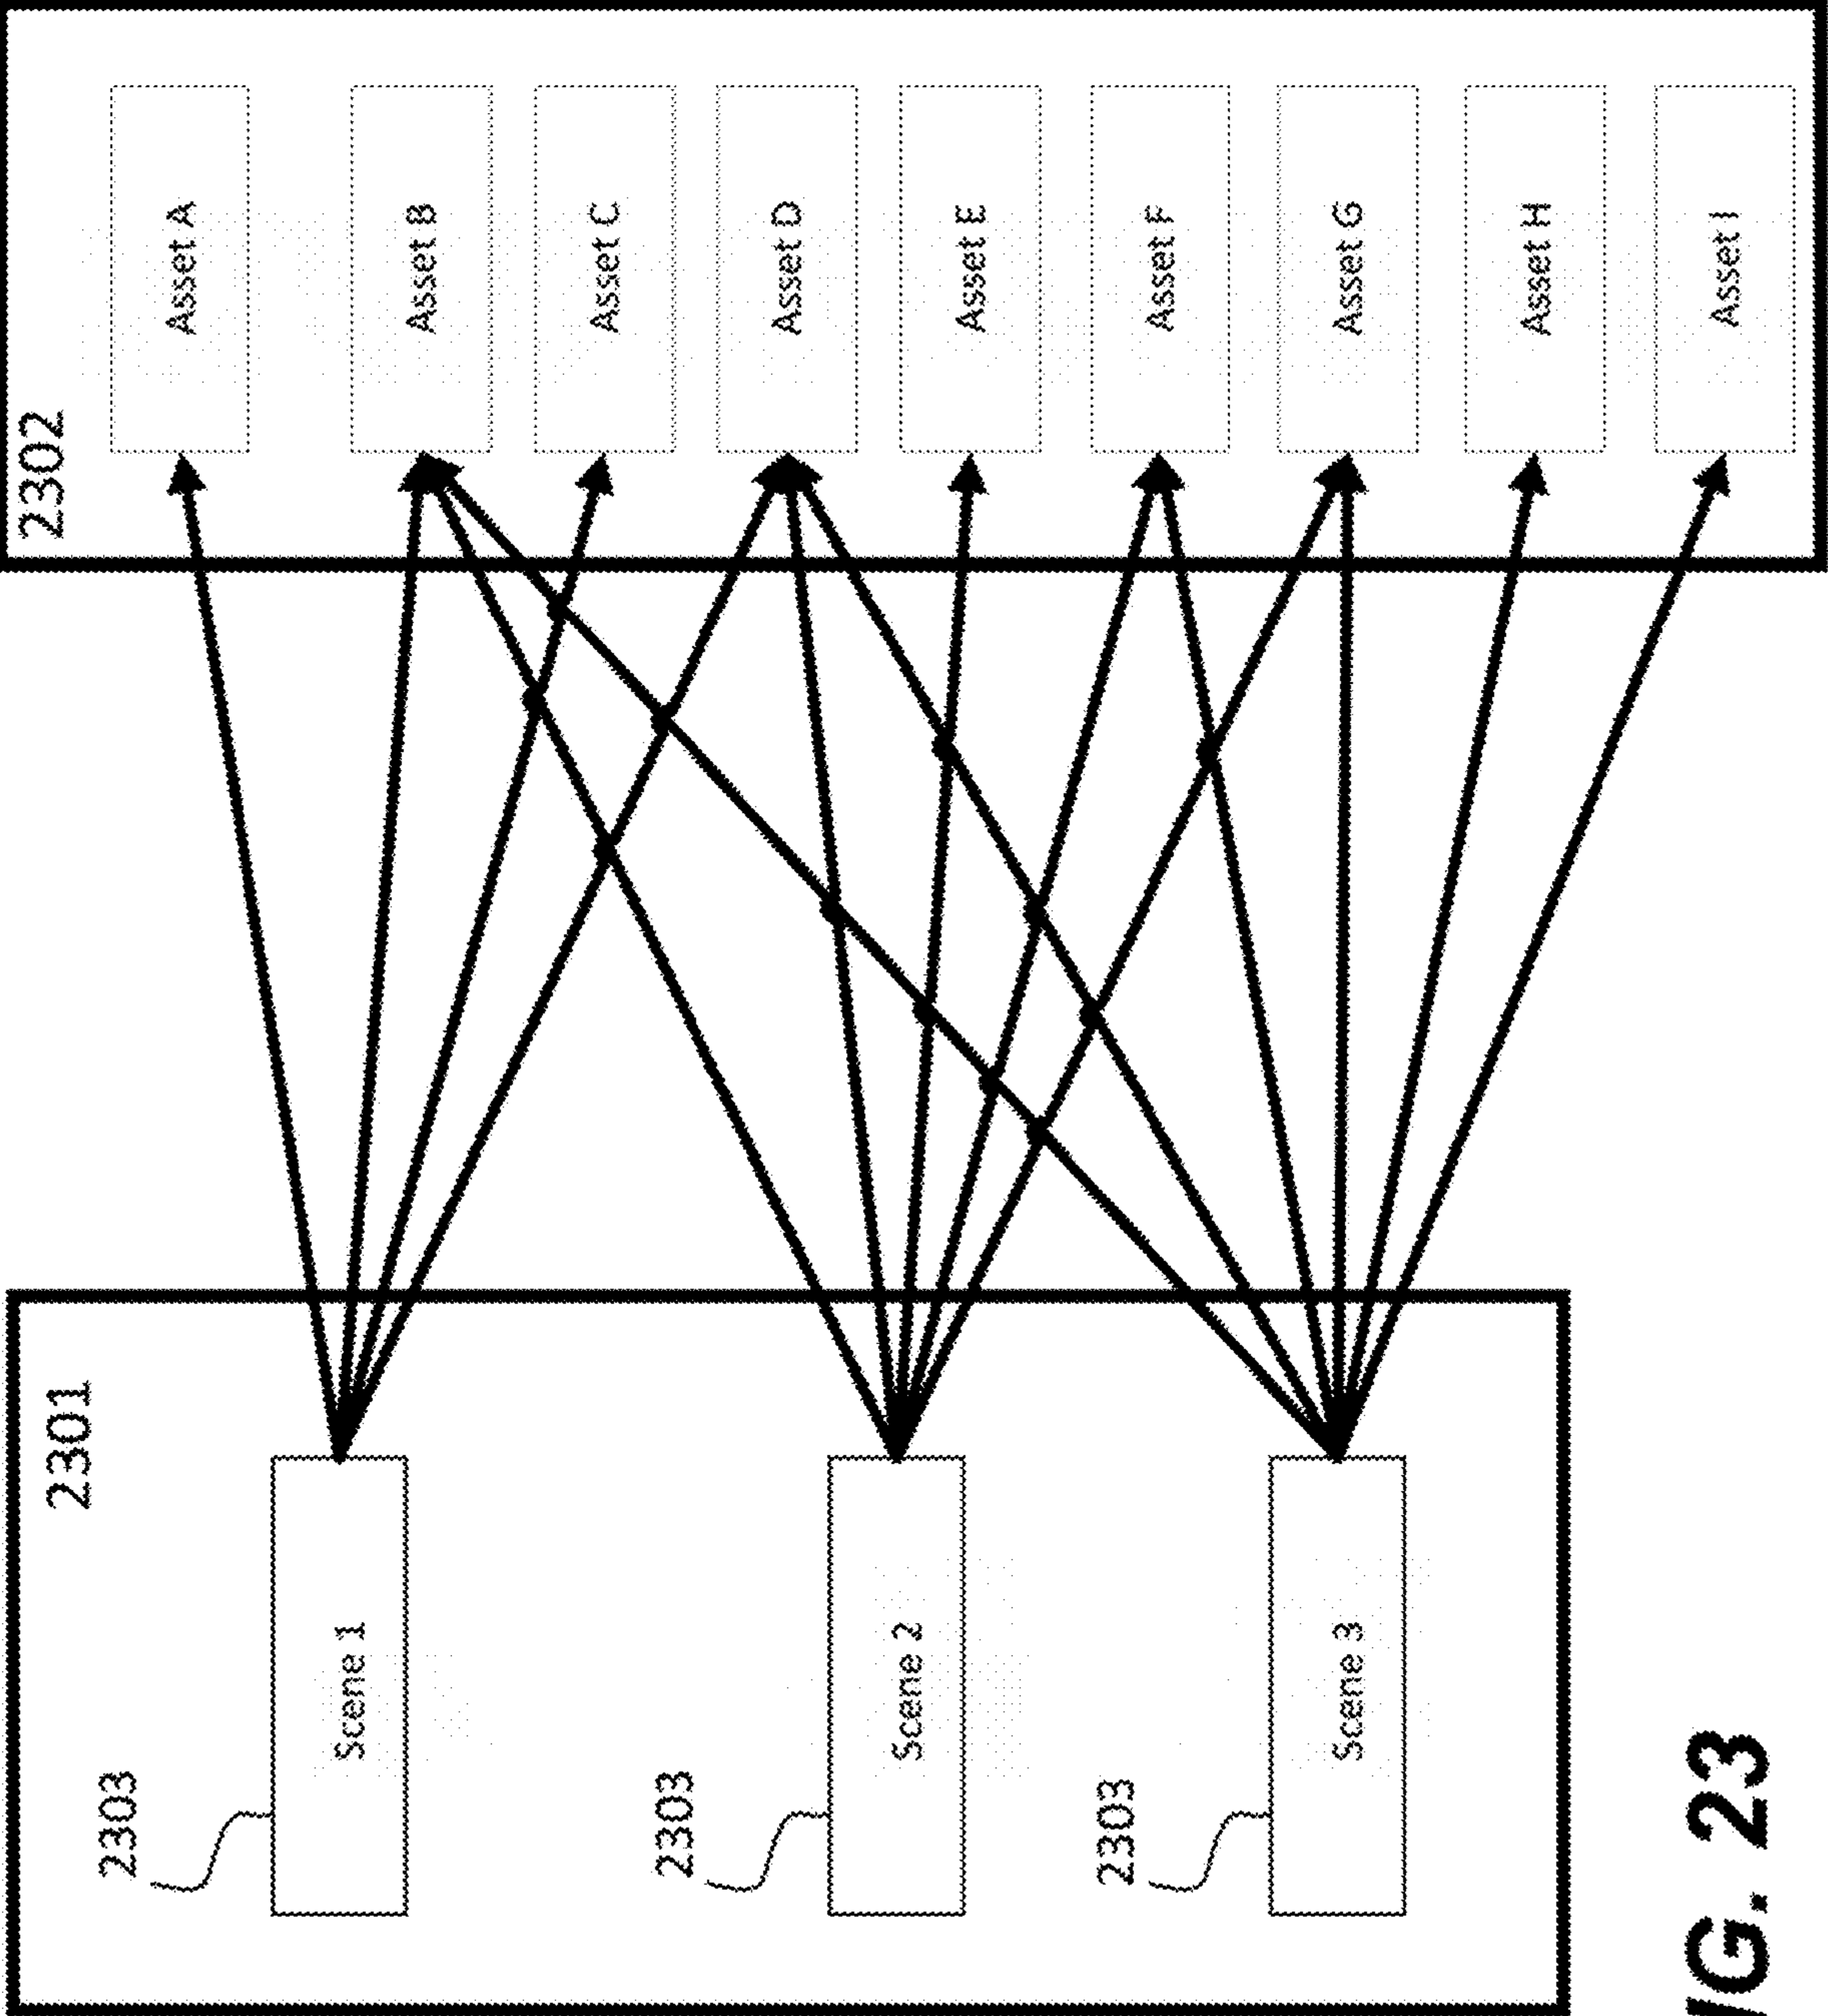 2301
2303
Scene 1
2303
Scene 2
2303
Scene 3
2302
Asset A
Asset B
Asset C
Asset D
Asset E
Asset F
Asset G
Asset H
Asset I
IG. 23